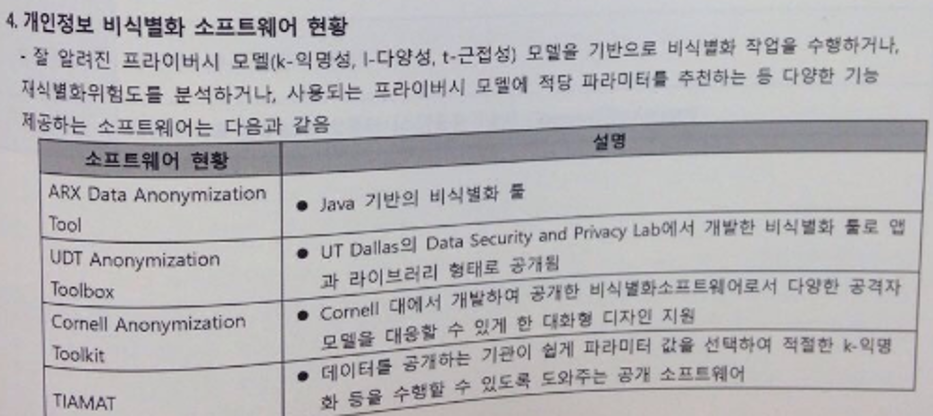 4. 개인정보 비식별화 소프트웨어 현황
- 잘 알려진 프라이버시 모델(k-익명성, l-다양성, t-근접성) 모델을 기반으로 비식별화 작업을 수행하거나,
재식별화위험도를 분석하거나, 사용되는 프라이버시 모델에 적당 파라미터를 추천하는 등 다양한 기능
제공하는 소프트웨어는 다음과 같음
소프트웨어 현황
설명
ARX Data Anonymization
Tool
● Java 기반의 비식별화 툴
UDT Anonymization
Toolbox
● UT Dallas의 Data Security and Privacy Lab에서 개발한 비식별화 툴로 앱
과 라이브러리 형태로 공개됨
Cornell Anonymization
Toolkit
● Cornell 대에서 개발하여 공개한 비식별화소프트웨어로서 다양한 공격자
모델을 대응할 수 있게 한 대화형 디자인 지원
TIAMAT
● 데이터를 공개하는 기관이 쉽게 파라미터 값을 선택하여 적절한 k-익명
화 등을 수행할 수 있도록 도와주는 공개 소프트웨어